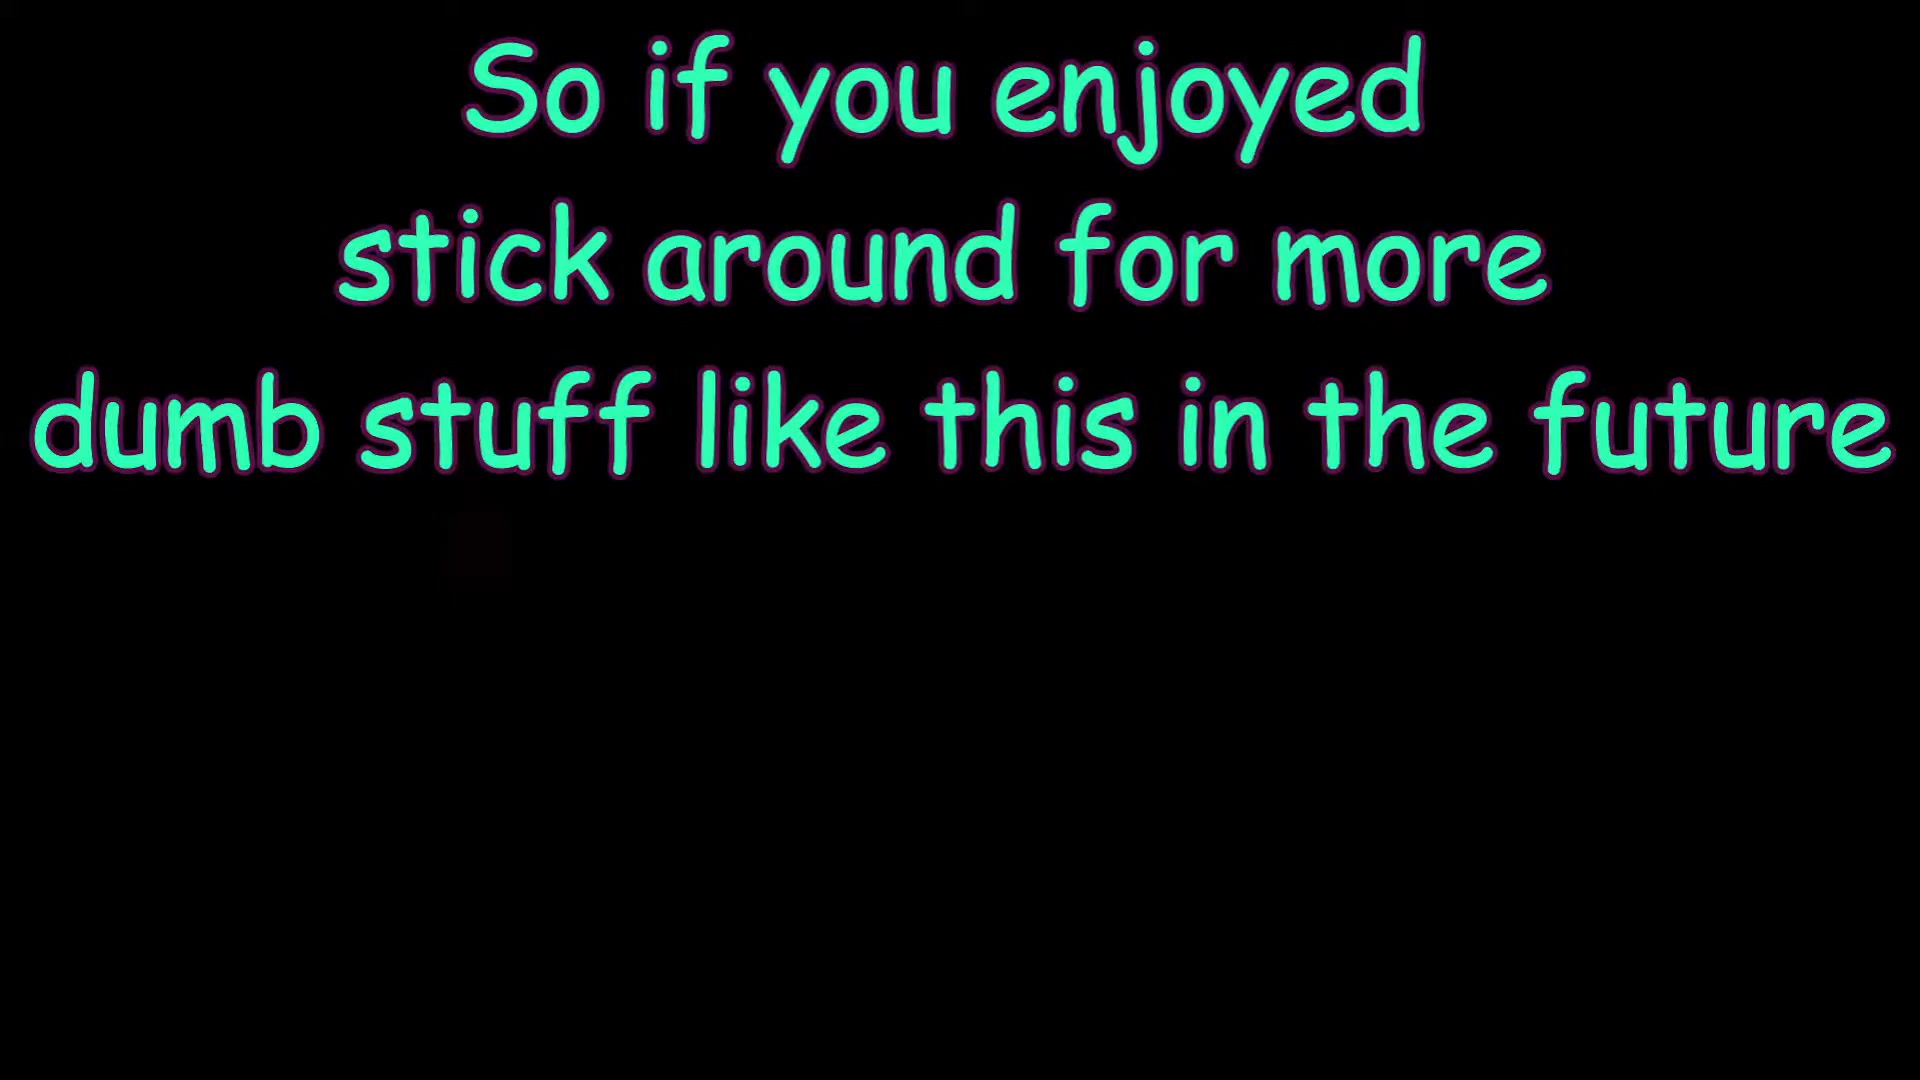 So if you enjoyed
stick around for more
dumb stuff like this in the future